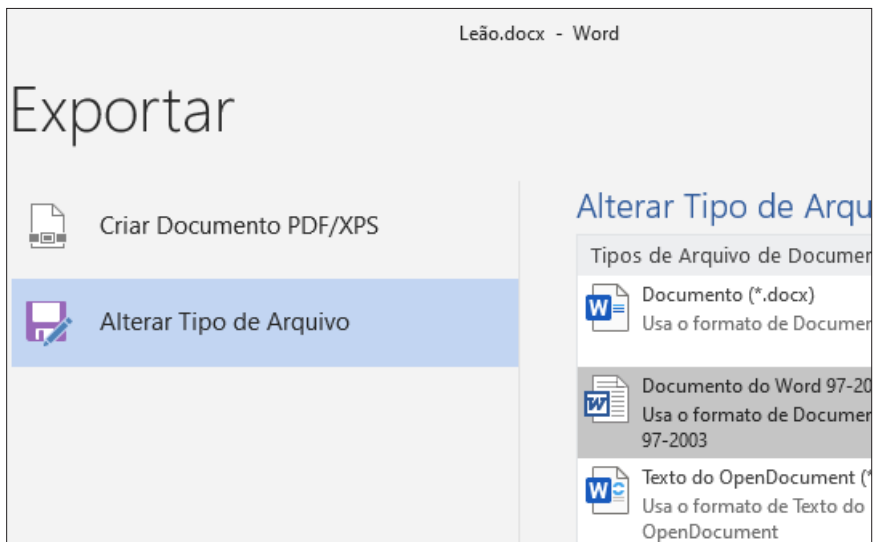 Leão.docx - Word
Exportar
Criar Documento PDF/XPS
Alterar Tipo de Arquivo
Alterar Tipo de Arqu
Tipos de Arquivo de Documen
Documento (*.docx)
Usa o formato de Documen
Documento do Word 97-20
Usa o formato de Documen
97-2003
Texto do OpenDocument (*
Usa o formato de Texto do
OpenDocument